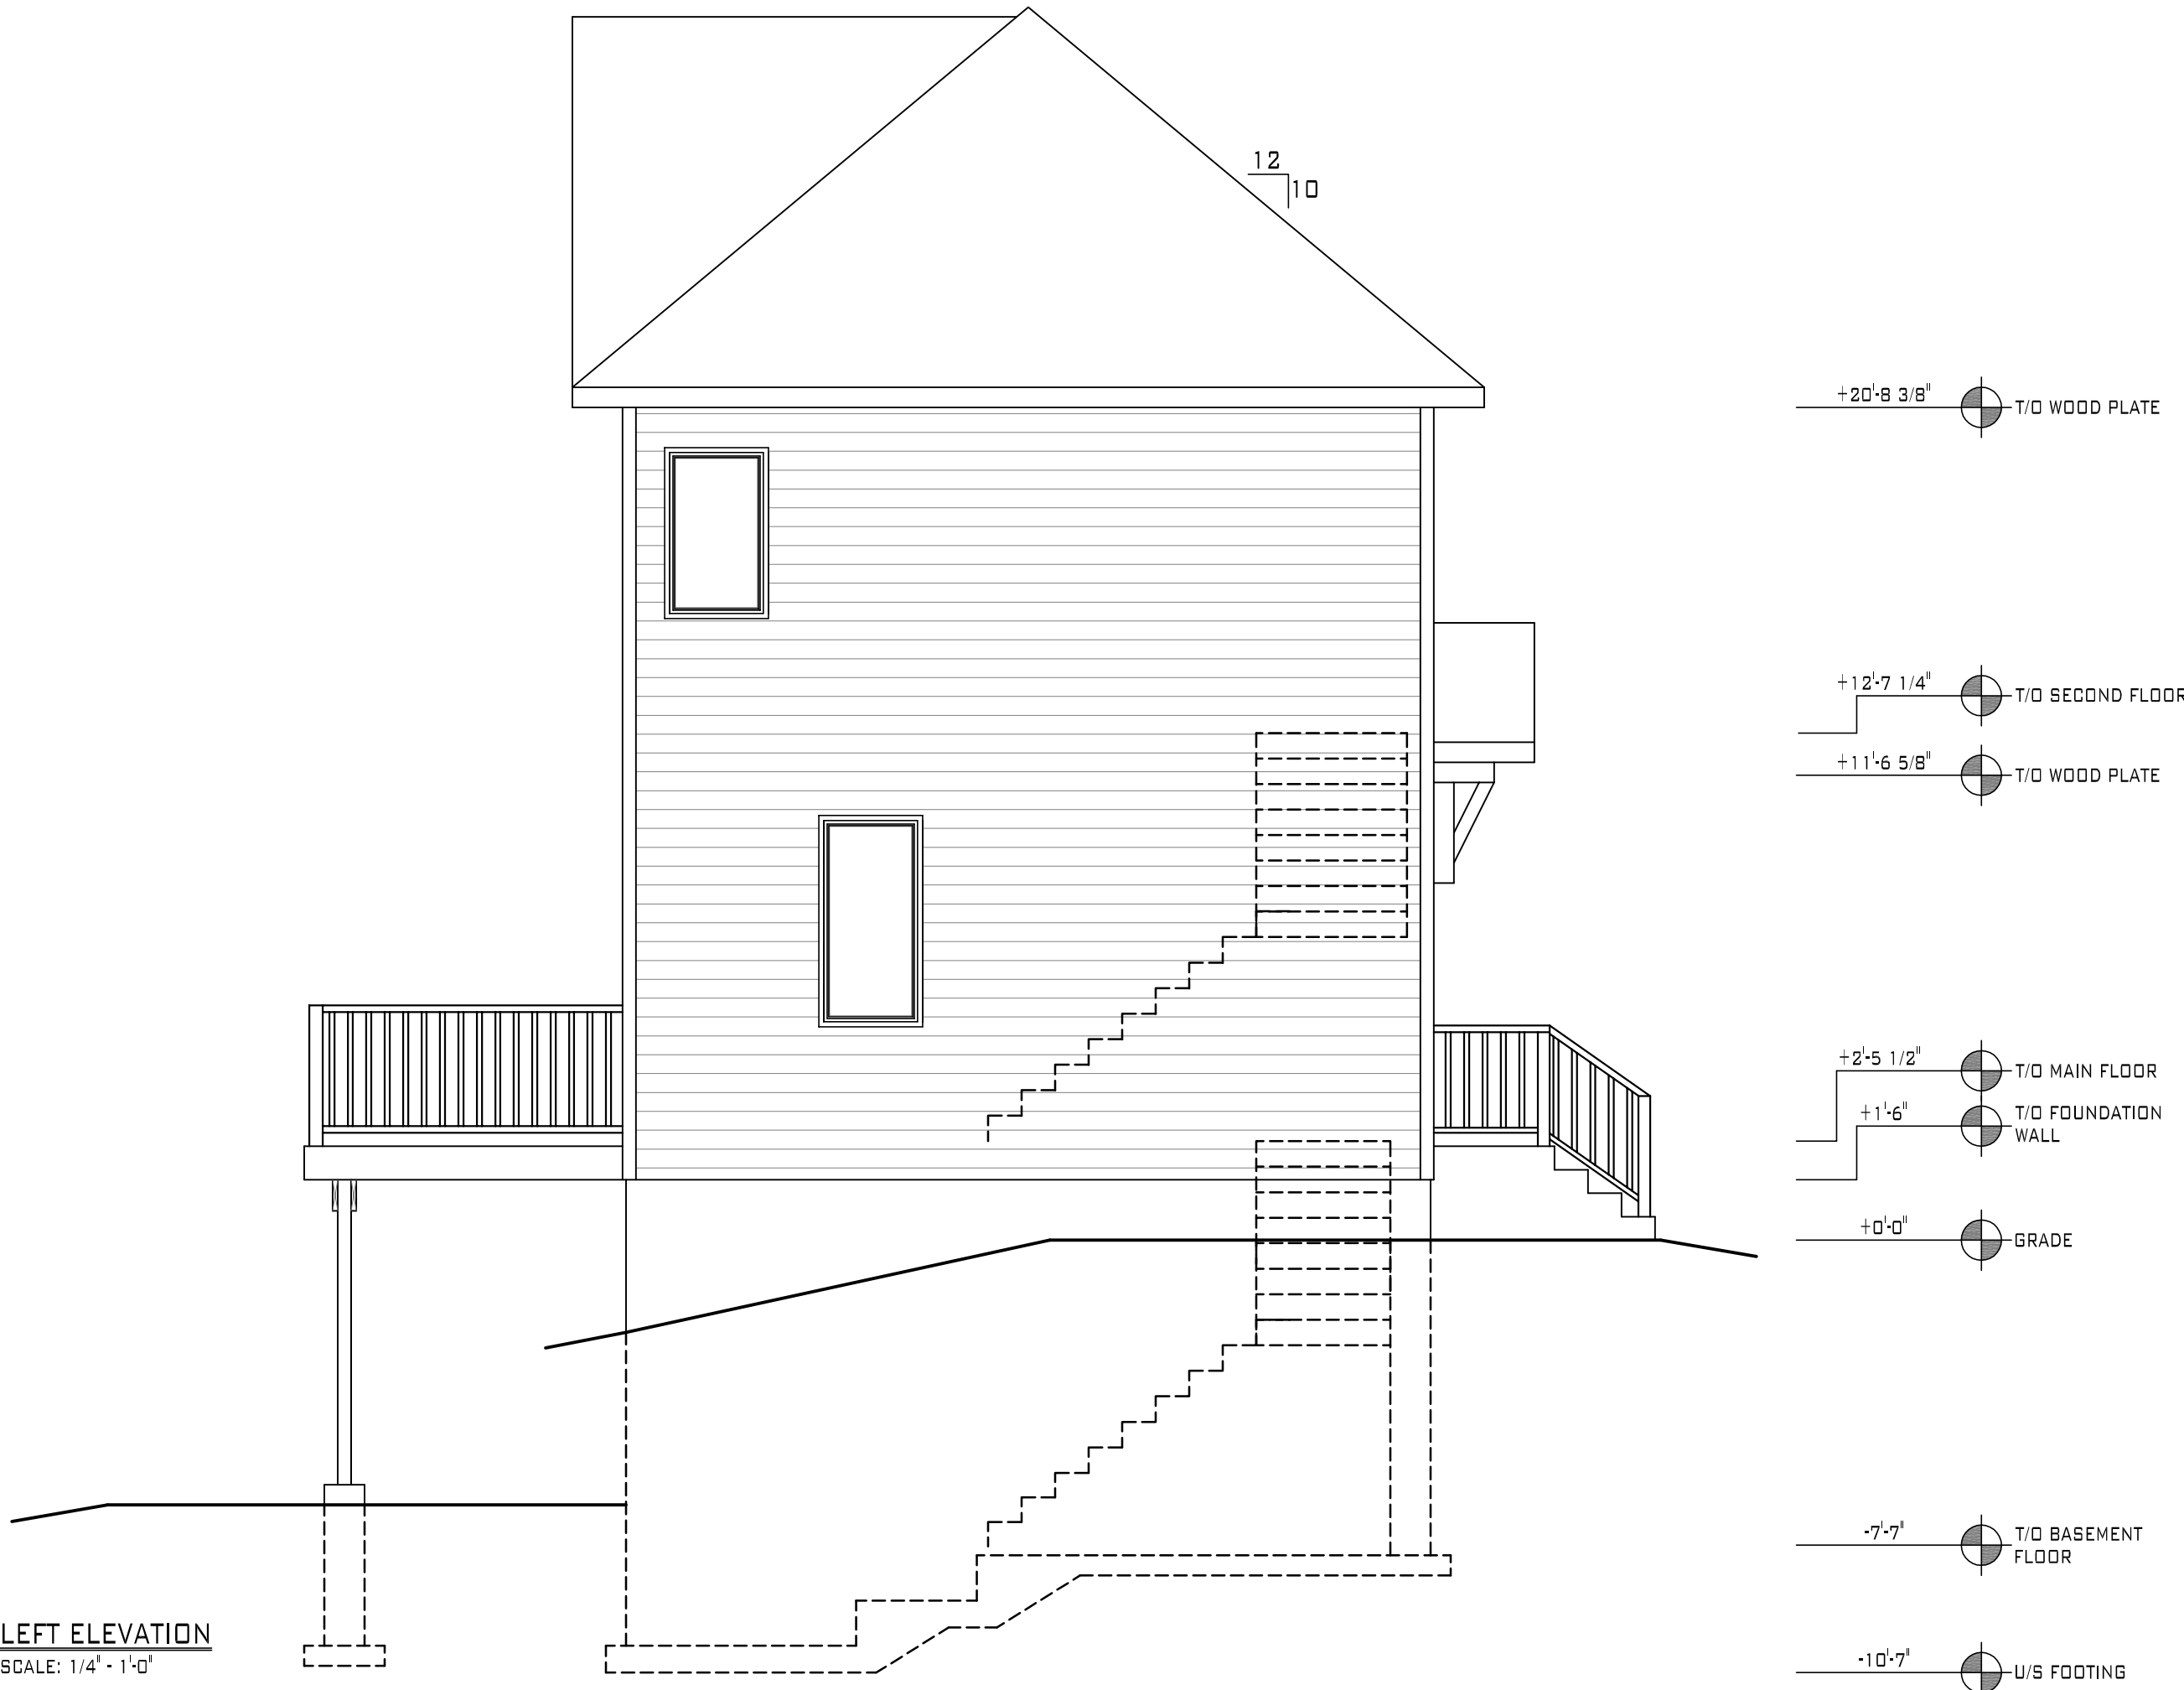 12
10
+20'-8 3/8"
T/O WOOD PLATE
+12'-7 1/4"
T/O SECOND FLOOR
+11'-6 5/8"
T/O WOOD PLATE
+2'-5 1/2"
T/O MAIN FLOOR
+1'-6"
T/O FOUNDATION
WALL
+0'-0"
GRADE
-7'-7"
T/O BASEMENT
FLOOR
-10'-7"
U/S FOOTING
LEFT ELEVATION
SCALE: 1/4" - 1'-0"